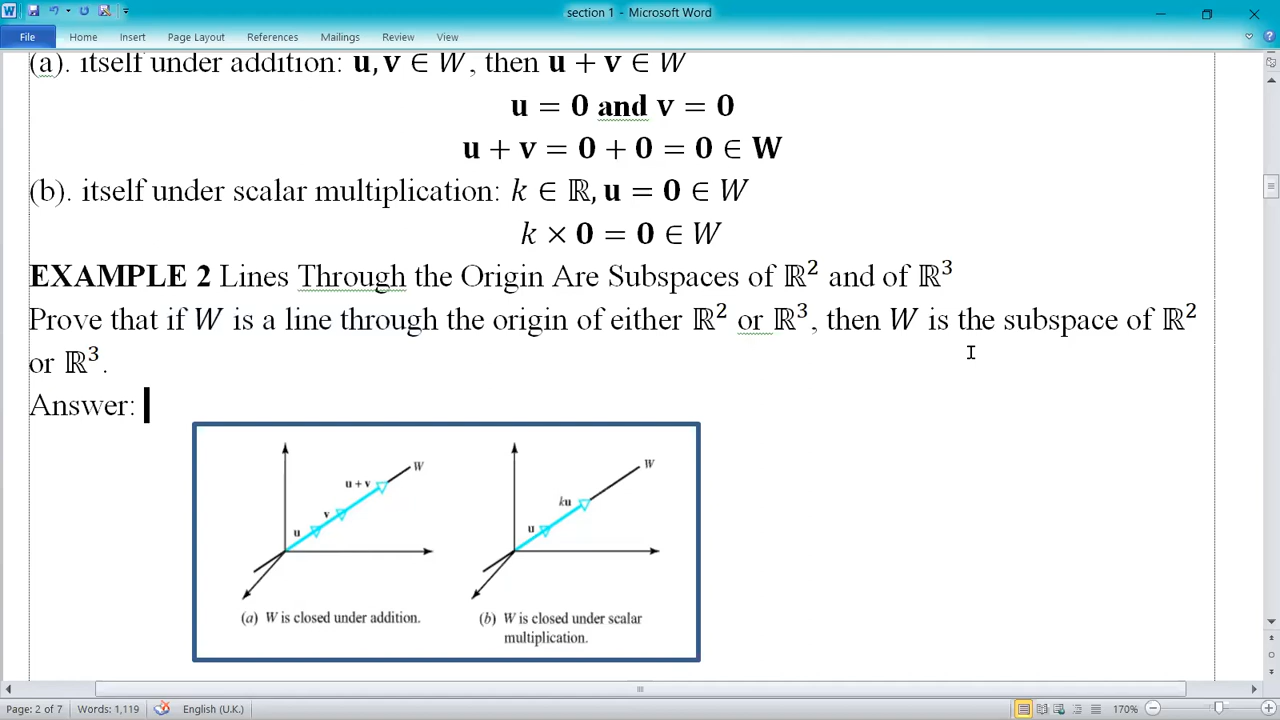 section 1 - Microsoft Word
File Home Insert Page Layout References Mailings Review View
(a). itself under addition: u, v ∈ W, then u + v ∈ W
u = 0 and v = 0
u + v = 0 + 0 = 0 ∈ W
(b). itself under scalar multiplication: k ∈ ℝ, u = 0 ∈ W
k × 0 = 0 ∈ W
EXAMPLE 2 Lines Through the Origin Are Subspaces of ℝ² and of ℝ³
Prove that if W is a line through the origin of either ℝ² or ℝ³, then W is the subspace of ℝ²
or ℝ³.
Answer:
W
u + v
v
u
(a) W is closed under addition.
W
ku
u
(b) W is closed under scalar
multiplication.
Page: 2 of 7 Words: 1,119 English (U.K.) 170%